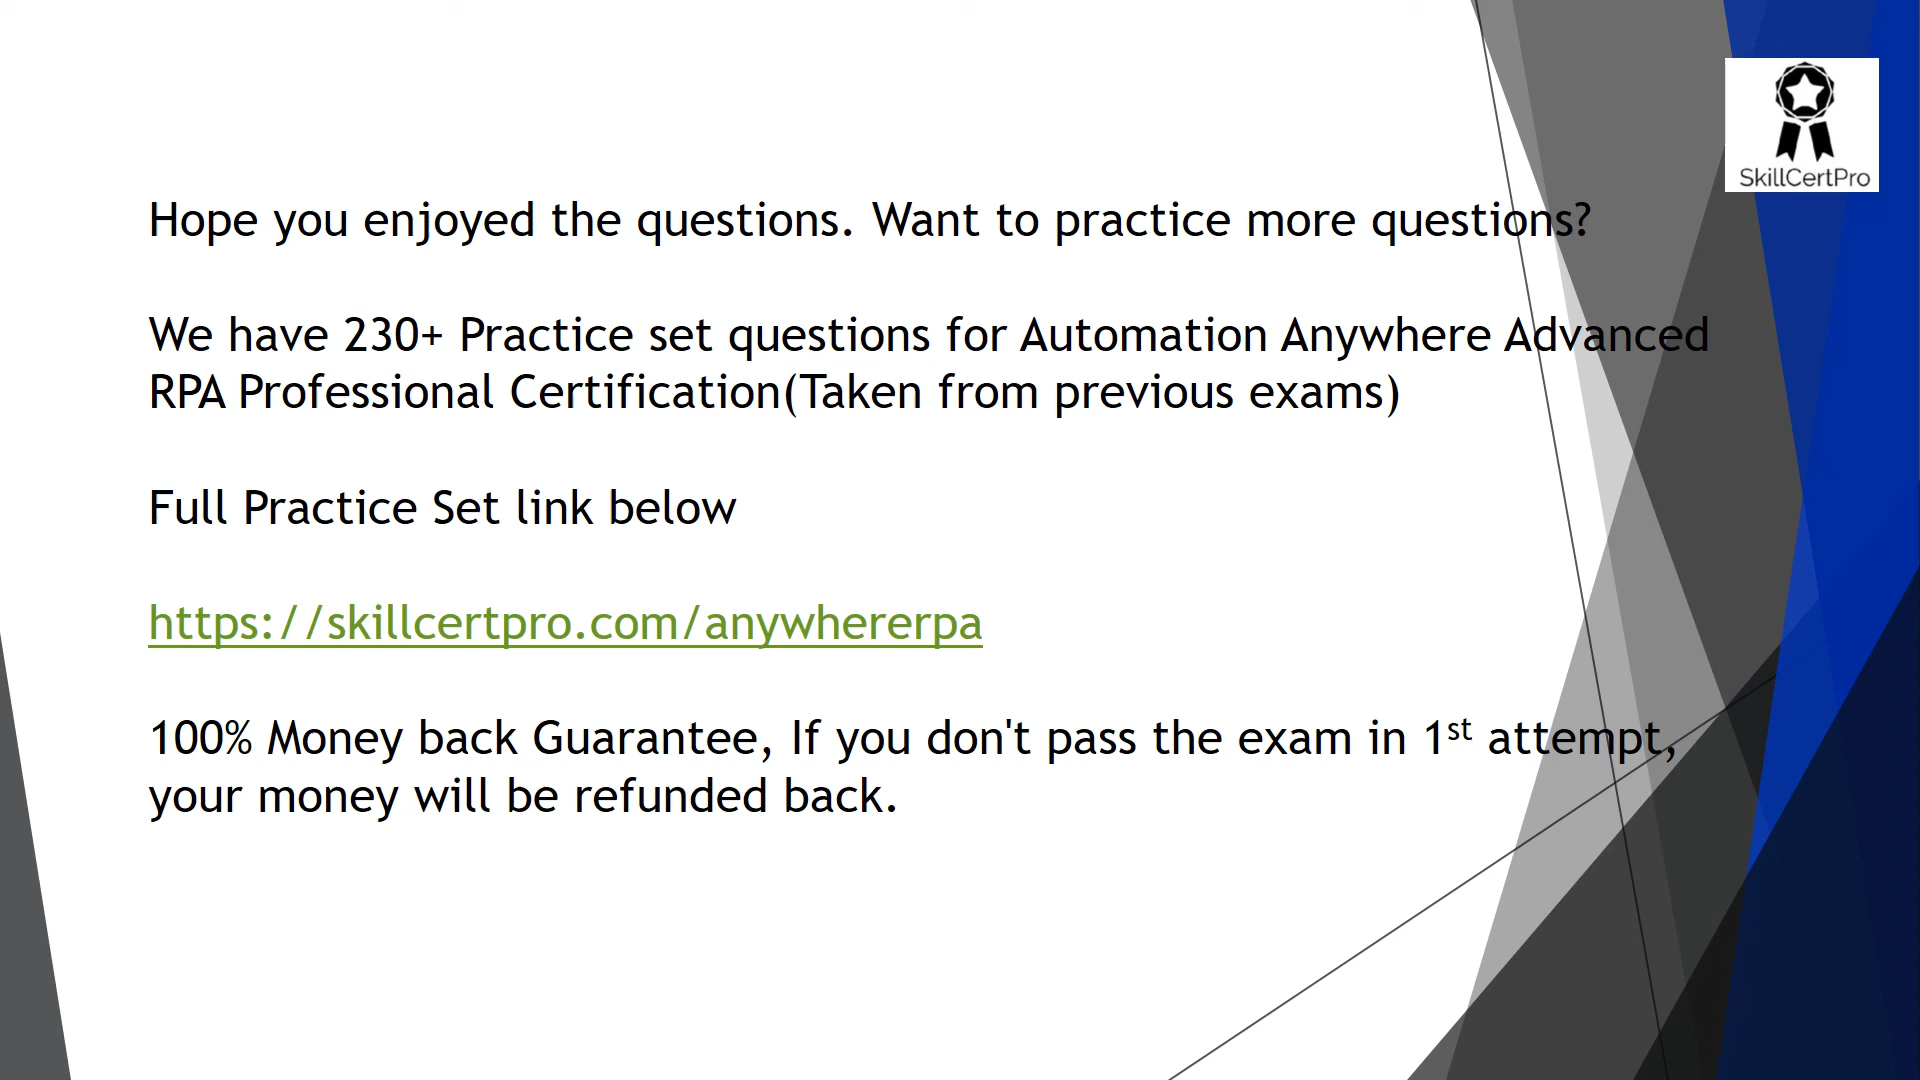 SkillCertPro
Hope you enjoyed the questions. Want to practice more questions?
We have 230+ Practice set questions for Automation Anywhere Advanced
RPA Professional Certification(Taken from previous exams)
Full Practice Set link below
https://skillcertpro.com/anywhererpa
100% Money back Guarantee, If you don't pass the exam in 1st attempt,
your money will be refunded back.